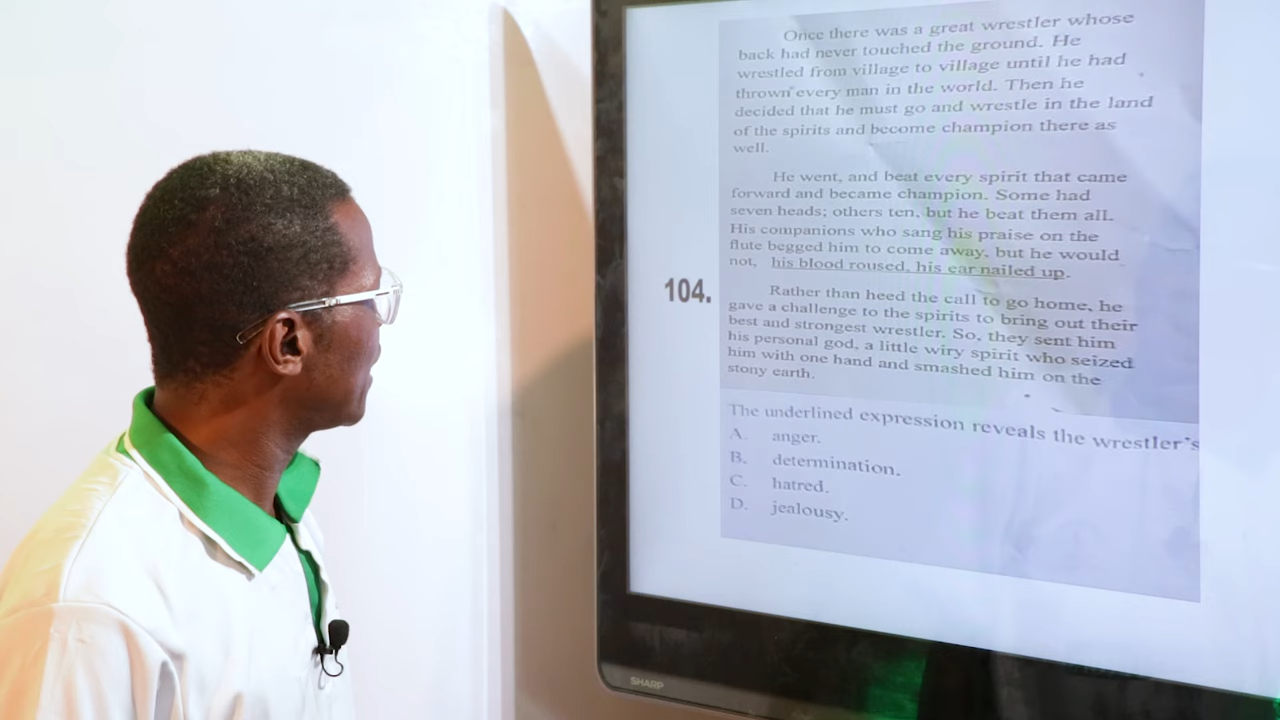 Once there was a great wrestler whose
back had never touched the ground. He
wrestled from village to village until he had
thrown every man in the world. Then he
decided that he must go and wrestle in the land
of the spirits and become champion there as
well.
He went, and beat every spirit that came
forward and became champion. Some had
seven heads; others ten, but he beat them all.
His companions who sang his praise on the
flute begged him to come away, but he would
not, his blood roused, his ear nailed up.
104.
Rather than heed the call to go home, he
gave a challenge to the spirits to bring out their
best and strongest wrestler. So, they sent him
his personal god, a little wiry spirit who seized
him with one hand and smashed him on the
stony earth.
The underlined expression reveals the wrestler's
A. anger.
B. determination.
C. hatred.
D. jealousy.
SHARP